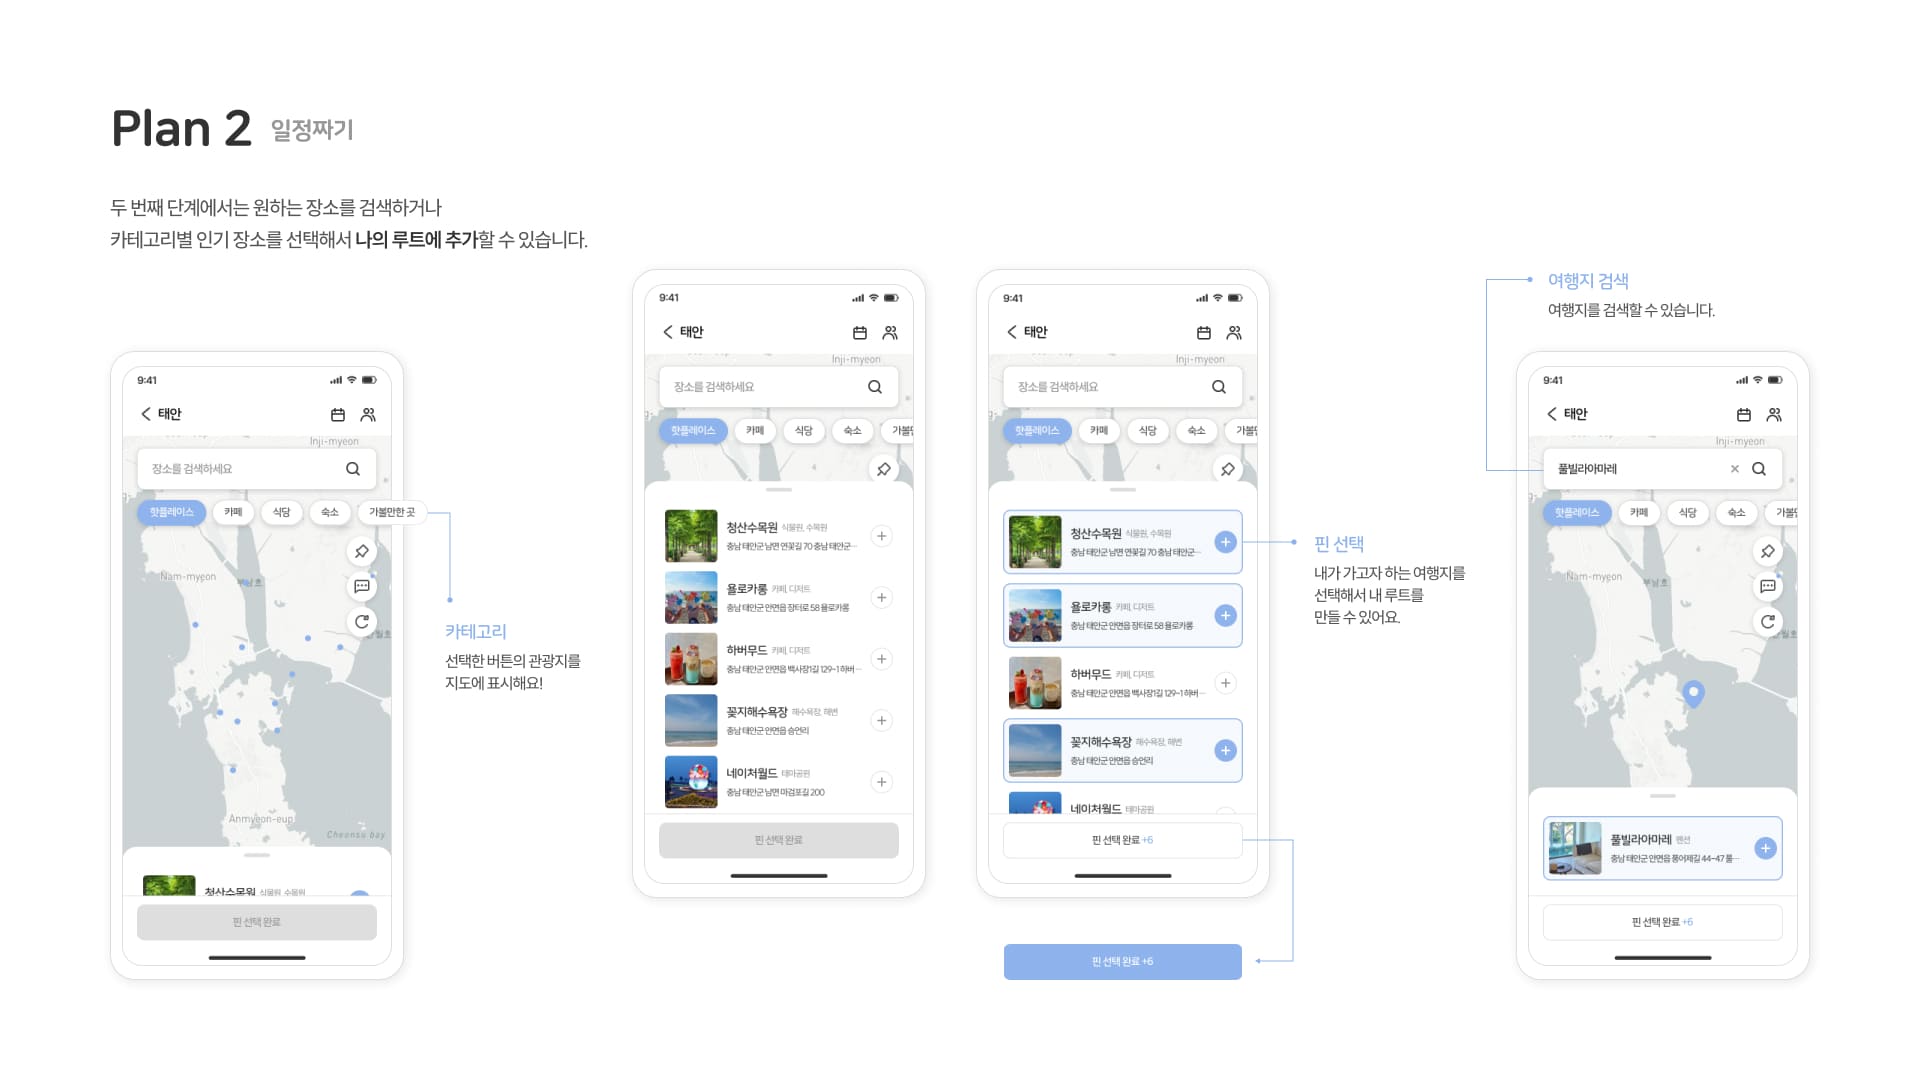 Plan 2 일정짜기
두 번째 단계에서는 원하는 장소를 검색하거나
카테고리별 인기 장소를 선택해서 나의 루트에 추가할 수 있습니다.
9:41
태안
Inji-myeon
장소를 검색하세요
핫플레이스 카페 식당 숙소 가볼만한 곳
Nam-myeon
부남호
Anmyeon-eup
Cheonsu bay
청산수목원 식물원, 수목원
핀 선택 완료
카테고리
선택한 버튼의 관광지를
지도에 표시해요!
9:41
태안
Inji-myeon
장소를 검색하세요
핫플레이스 카페 식당 숙소 가볼만
청산수목원 식물원, 수목원
충남 태안군 남면 연꽃길 70 충남 태안군…
욜로카롱 카페, 디저트
충남 태안군 안면읍 장터로 58 욜로카롱
하버무드 카페, 디저트
충남 태안군 안면읍 백사장1길 129-1 하버…
꽂지해수욕장 해수욕장, 해변
충남 태안군 안면읍 승언리
네이처월드 테마공원
충남 태안군 남면 마검포길 200
핀 선택 완료
9:41
태안
Inji-myeon
장소를 검색하세요
핫플레이스 카페 식당 숙소 가볼만
청산수목원 식물원, 수목원
충남 태안군 남면 연꽃길 70 충남 태안군…
욜로카롱 카페, 디저트
충남 태안군 안면읍 장터로 58 욜로카롱
하버무드 카페, 디저트
충남 태안군 안면읍 백사장1길 129-1 하버…
꽂지해수욕장 해수욕장, 해변
충남 태안군 안면읍 승언리
네이처월드 테마공원
핀 선택 완료 +6
핀 선택 완료 +6
핀 선택
내가 가고자 하는 여행지를
선택해서 내 루트를
만들 수 있어요.
여행지 검색
여행지를 검색할 수 있습니다.
9:41
태안
Inji-myeon
풀빌라아마레
핫플레이스 카페 식당 숙소 가볼만
Nam-myeon
부남호
풀빌라아마레 펜션
충남 태안군 안면읍 통어제길 44-47 풀…
핀 선택 완료 +6